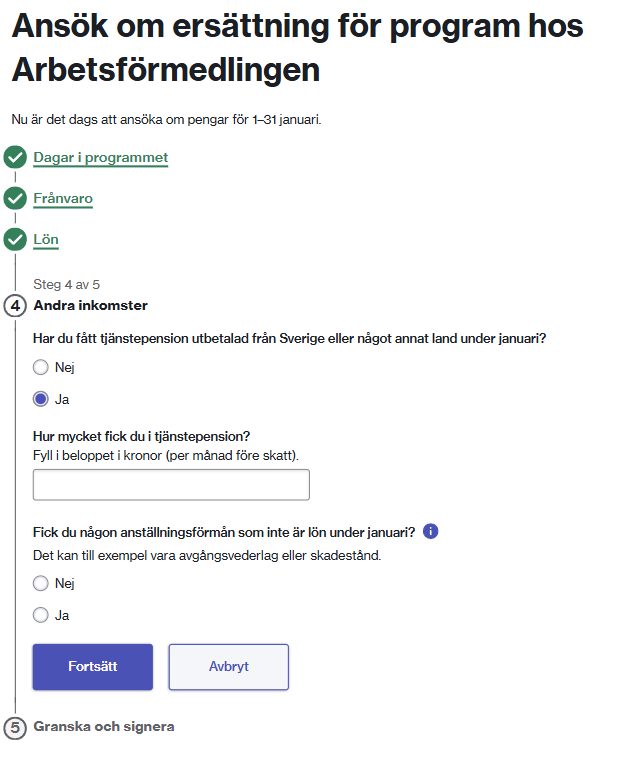 Ansök om ersättning för program hos
Arbetsförmedlingen
Nu är det dags att ansöka om pengar för 1–31 januari.
Dagar i programmet
Frånvaro
Lön
Steg 4 av 5
4 Andra inkomster
Har du fått tjänstepension utbetalad från Sverige eller något annat land under januari?
Nej
Ja
Hur mycket fick du i tjänstepension?
Fyll i beloppet i kronor (per månad före skatt).
Fick du någon anställningsförmån som inte är lön under januari? i
Det kan till exempel vara avgångsvederlag eller skadestånd.
Nej
Ja
Fortsätt Avbryt
5 Granska och signera